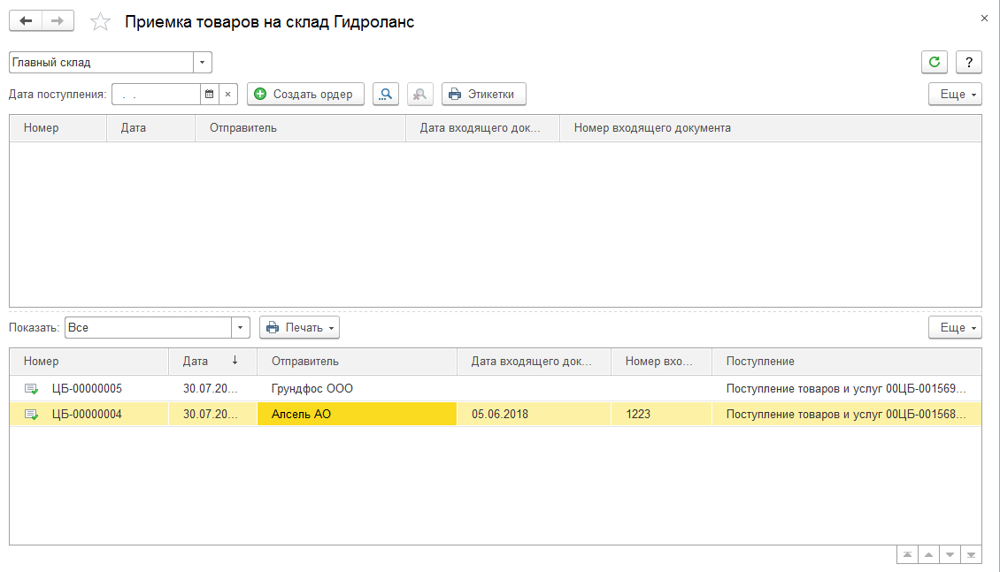 Приемка товаров на склад Гидроланс
Главный склад
?
Дата поступления: . . Создать ордер Этикетки Еще
Номер Дата Отправитель Дата входящего док... Номер входящего документа
Показать: Все Печать Еще
Номер Дата Отправитель Дата входящего док... Номер вхо... Поступление
ЦБ-00000005 30.07.20... Грундфос ООО Поступление товаров и услуг 00ЦБ-001569...
ЦБ-00000004 30.07.20... Алсель АО 05.06.2018 1223 Поступление товаров и услуг 00ЦБ-001568...